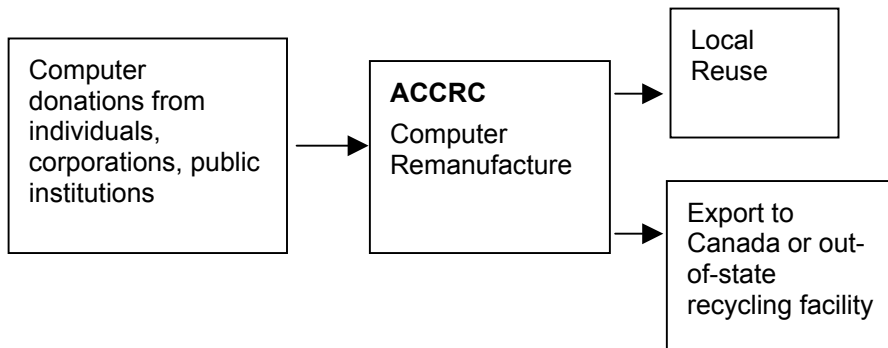 Computer
donations from
individuals,
corporations, public
institutions
ACCRC
Computer
Remanufacture
Local
Reuse
Export to
Canada or out-
of-state
recycling facility